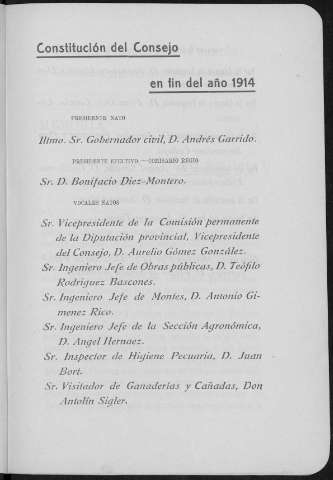 Constitución del Consejo
en fin del año 1914
PRESIDENTE NATO
Iltmo. Sr. Gobernador civil, D. Andrés Garrido.
PRESIDENTE EFECTIVO—COMISARIO REGIO
Sr. D. Bonifacio Diez-Montero.
VOCALES NATOS
Sr. Vicepresidente de la Comisión permanente
de la Diputación provincial, Vicepresidente
del Consejo, D. Aurelio Gómez González.
Sr. Ingeniero Jefe de Obras públicas, D. Teófilo
Rodríguez Bascones.
Sr. Ingeniero Jefe de Montes, D. Antonio Gi-
menez Rico.
Sr. Ingeniero Jefe de la Sección Agronómica,
D. Angel Hernaez.
Sr. Inspector de Higiene Pecuaria, D. Juan
Bort.
Sr. Visitador de Ganaderías y Cañadas, Don
Antolín Sigler.